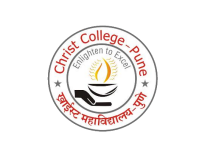 Christ College - Pune
Enlighten to Excel
ख्राईस्ट महाविद्यालय - पुणे